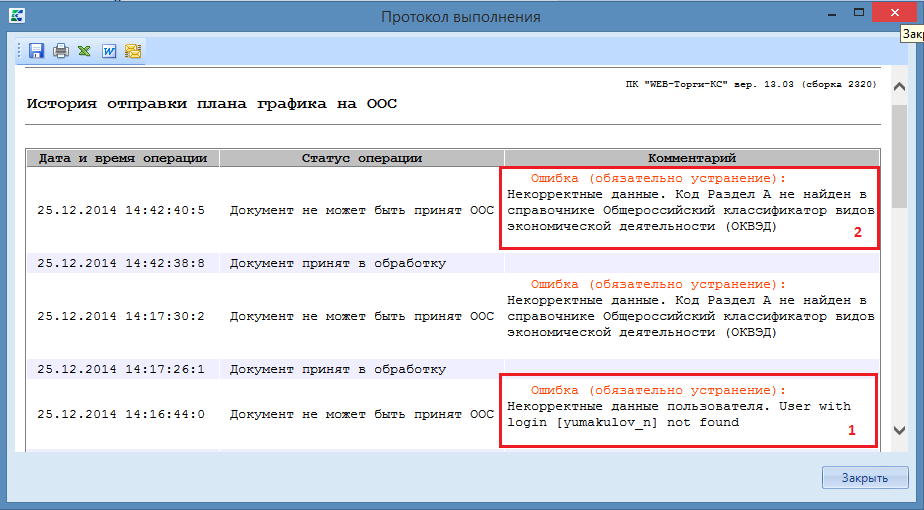 Протокол выполнения
Зак
ПК "WEB-Торги-КС" вер. 13.03 (сборка 2320)
История отправки плана графика на ООС
Дата и время операции Статус операции Комментарий
Ошибка (обязательно устранение):
Некорректные данные. Код Раздел А не найден в
25.12.2014 14:42:40:5 Документ не может быть принят ООС справочнике Общероссийский классификатор видов
экономической деятельности (ОКВЭД)
2
25.12.2014 14:42:38:8 Документ принят в обработку
Ошибка (обязательно устранение):
Некорректные данные. Код Раздел А не найден в
25.12.2014 14:17:30:2 Документ не может быть принят ООС справочнике Общероссийский классификатор видов
экономической деятельности (ОКВЭД)
25.12.2014 14:17:26:1 Документ принят в обработку
Ошибка (обязательно устранение):
25.12.2014 14:16:44:0 Документ не может быть принят ООС Некорректные данные пользователя. User with
login [yumakulov_n] not found
1
Закрыть